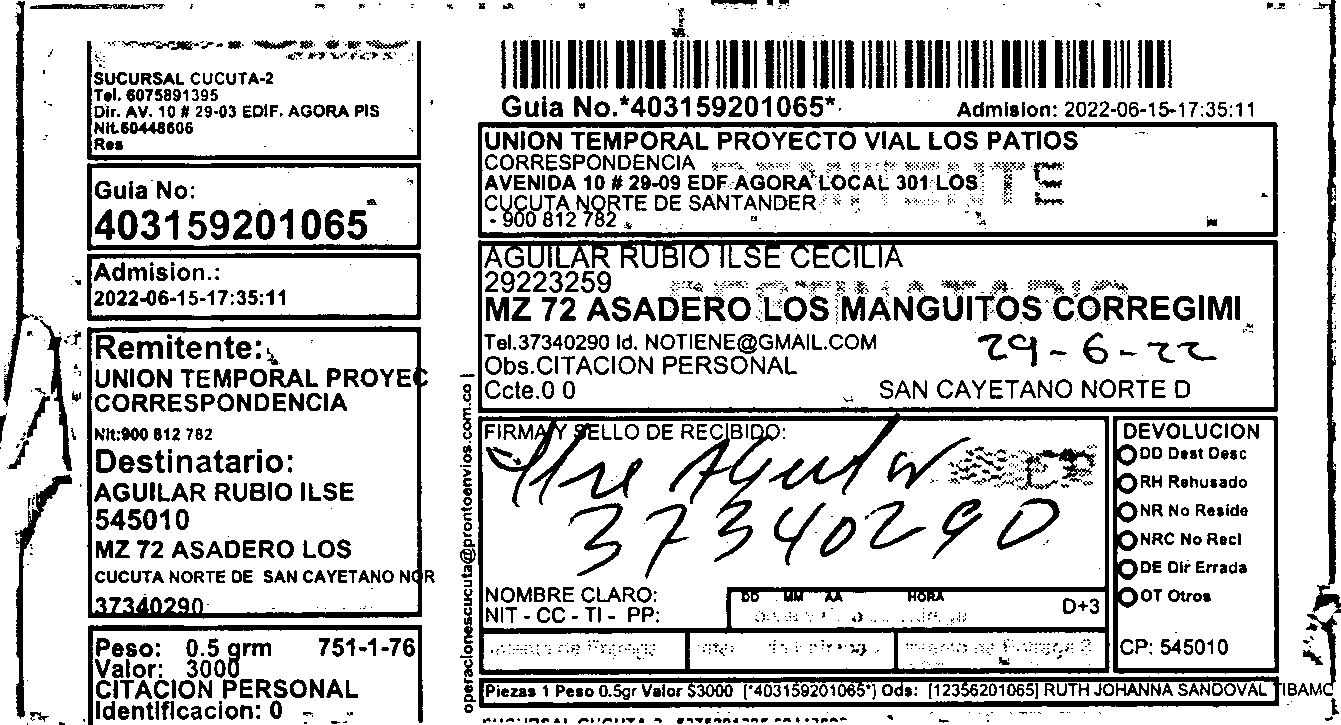 SUCURSAL CUCUTA-2
Tel. 6075891395
Dir. AV. 10 # 29-03 EDIF. AGORA PIS
Nit.60448606
Res
Guia No:
403159201065
Admision.:
2022-06-15-17:35:11
Remitente:
UNION TEMPORAL PROYEC
CORRESPONDENCIA
Nit:900 812 782
Destinatario:
AGUILAR RUBIO ILSE
545010
MZ 72 ASADERO LOS
CUCUTA NORTE DE SAN CAYETANO NOR
37340290
Peso: 0.5 grm 751-1-76
Valor: 3000
CITACION PERSONAL
Identificacion: 0
operacionescucuta@prontoenvios.com.co
Guia No.*403159201065*
Admision: 2022-06-15-17:35:11
UNION TEMPORAL PROYECTO VIAL LOS PATIOS
CORRESPONDENCIA
REMITENTE
AVENIDA 10 # 29-09 EDF AGORA LOCAL 301 LOS
CUCUTA NORTE DE SANTANDER
- 900 812 782
AGUILAR RUBIO ILSE CECILIA
29223259
DESTINATARIO
MZ 72 ASADERO LOS MANGUITOS CORREGIMI
Tel.37340290 Id. NOTIENE@GMAIL.COM
29-6-22
Obs.CITACION PERSONAL
Ccte.0 0
SAN CAYETANO NORTE D
FIRMA Y SELLO DE RECIBIDO:
Ilse Aguilar
37340290
NOMBRE CLARO:
NIT - CC - TI - PP:
DD MM AA HORA
D+3
DEVOLUCION
DD Dest Desc
RH Rehusado
NR No Reside
NRC No Recl
DE Dir Errada
OT Otros
CP: 545010
Piezas 1 Peso 0.5gr Valor $3000 [*403159201065*] Ods: [12356201065] RUTH JOHANNA SANDOVAL TIBAMO